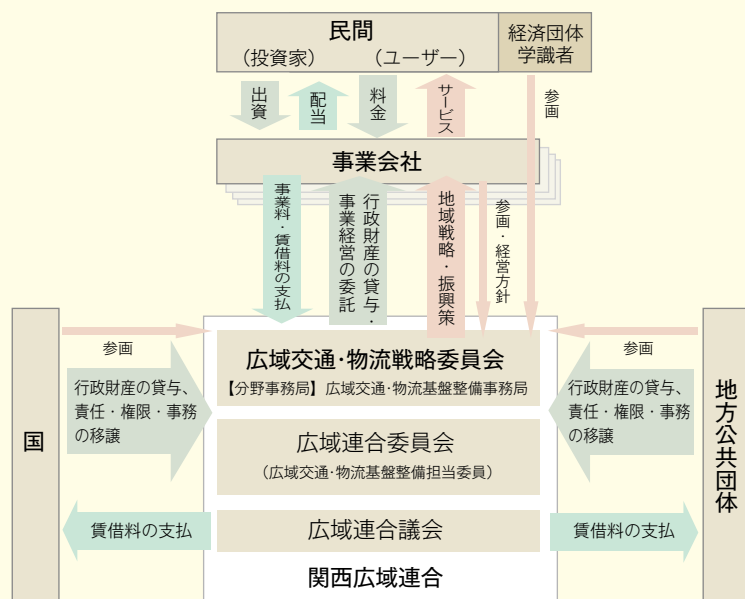 民間
（投資家）
（ユーザー）
経済団体
学識者
出資
配当
料金
サービス
参画
事業会社
事業料・賃借料の支払
行政財産の貸与・
事業経営の委託
地域戦略・振興策
参画・経営方針
参画
参画
広域交通・物流戦略委員会
【分野事務局】広域交通・物流基盤整備事務局
行政財産の貸与、
責任・権限・事務
の移譲
行政財産の貸与、
責任・権限・事務
の移譲
国
地方公共団体
広域連合委員会
（広域交通・物流基盤整備担当委員）
賃借料の支払
広域連合議会
賃借料の支払
関西広域連合